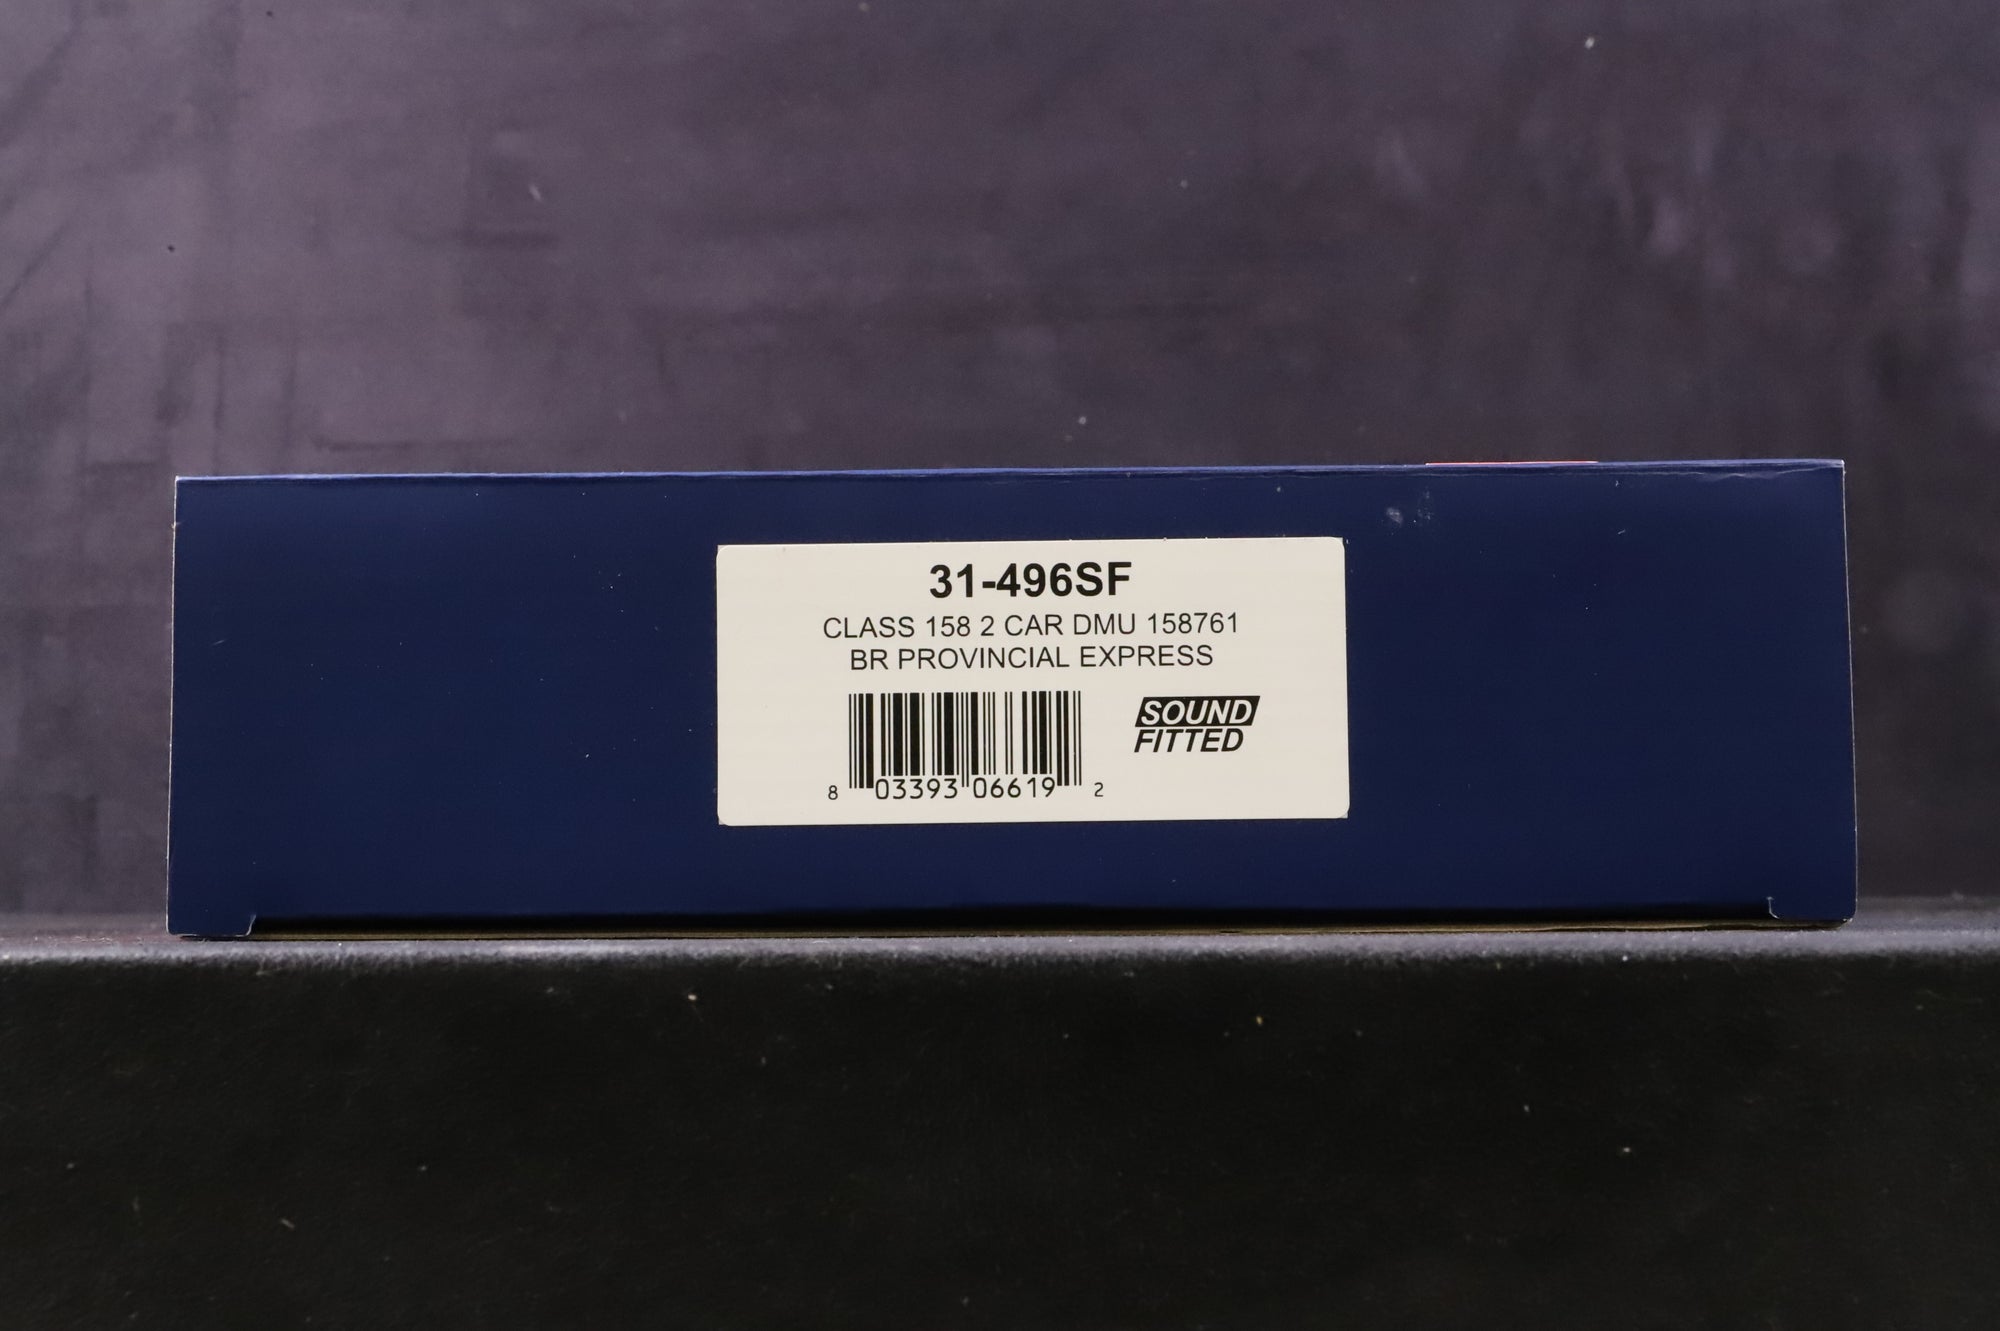 31-496SF
CLASS 158 2 CAR DMU 158761
BR PROVINCIAL EXPRESS
SOUND
FITTED
8 03393 06619 2